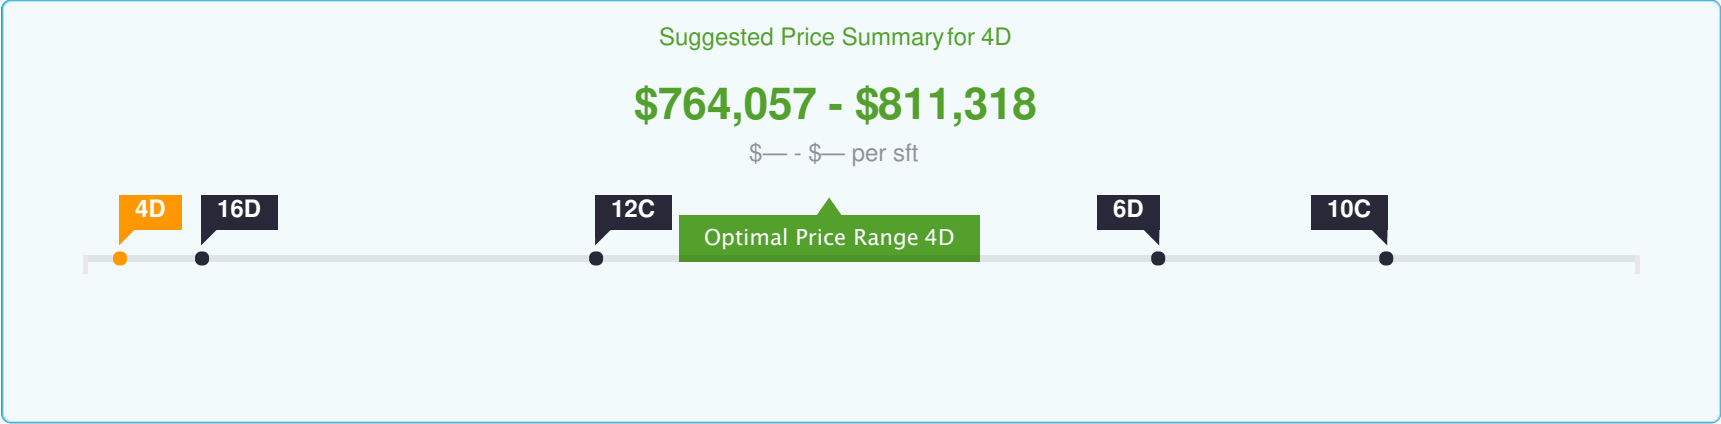 Suggested Price Summary for 4D
$764,057 - $811,318
$— - $— per sft
4D 16D 12C 6D 10C
Optimal Price Range 4D